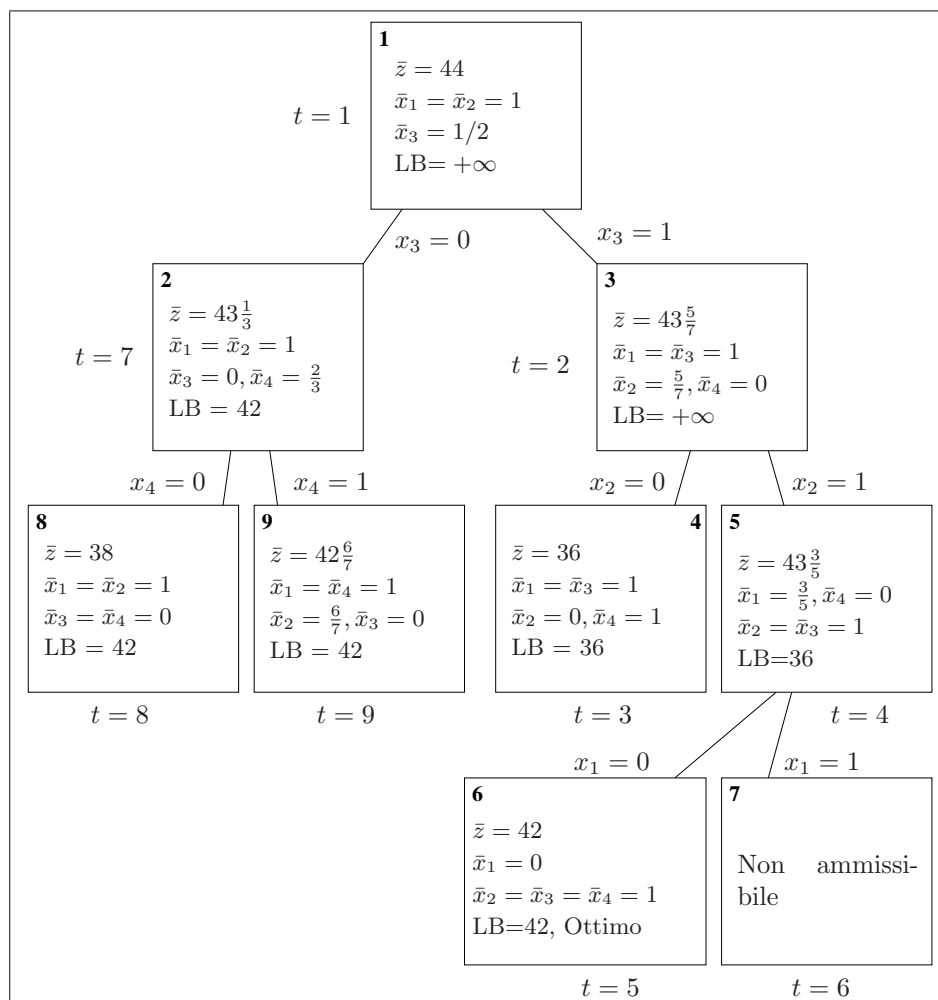 1
z̄ = 44
x̄₁ = x̄₂ = 1
x̄₃ = 1/2
LB= +∞
t = 1
x₃ = 0
x₃ = 1
2
z̄ = 43⅓
x̄₁ = x̄₂ = 1
x̄₃ = 0, x̄₄ = ⅔
LB = 42
t = 7
3
z̄ = 43 5/7
x̄₁ = x̄₃ = 1
x̄₂ = 5/7, x̄₄ = 0
LB= +∞
t = 2
x₄ = 0
x₄ = 1
x₂ = 0
x₂ = 1
8
z̄ = 38
x̄₁ = x̄₂ = 1
x̄₃ = x̄₄ = 0
LB = 42
t = 8
9
z̄ = 42 6/7
x̄₁ = x̄₄ = 1
x̄₂ = 6/7, x̄₃ = 0
LB = 42
t = 9
4
z̄ = 36
x̄₁ = x̄₃ = 1
x̄₂ = 0, x̄₄ = 1
LB = 36
t = 3
5
z̄ = 43 3/5
x̄₁ = 3/5, x̄₄ = 0
x̄₂ = x̄₃ = 1
LB=36
t = 4
x₁ = 0
x₁ = 1
6
z̄ = 42
x̄₁ = 0
x̄₂ = x̄₃ = x̄₄ = 1
LB=42, Ottimo
t = 5
7
Non ammissi-
bile
t = 6